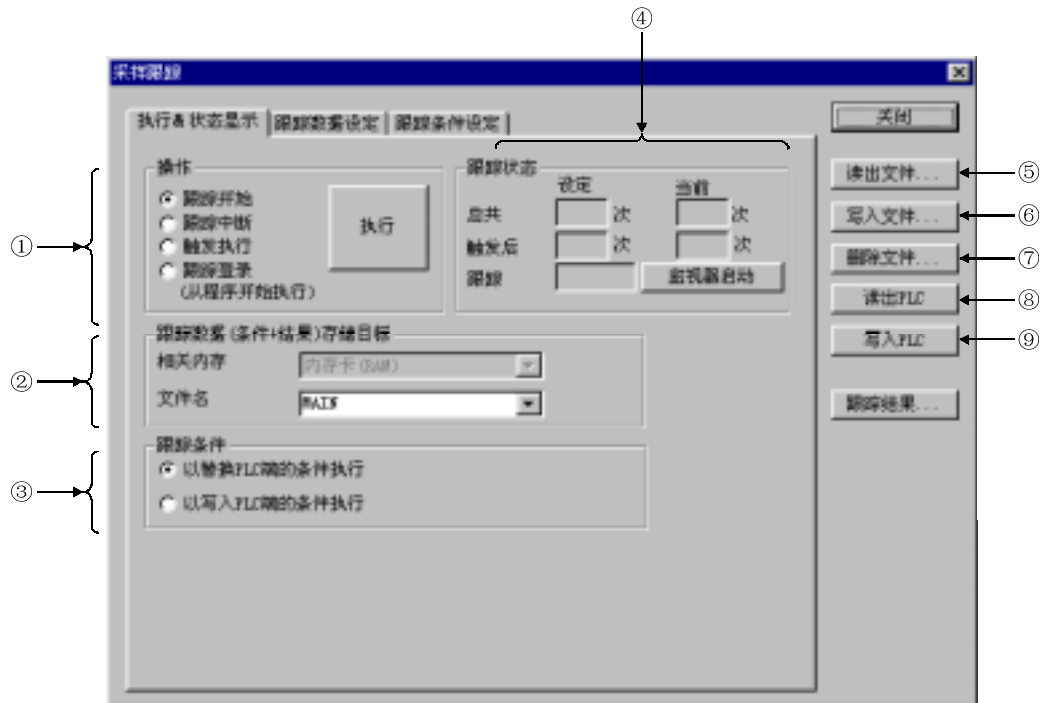 ④
采样跟踪
执行&状态显示 跟踪数据设定 跟踪条件设定
关闭
操作
跟踪开始
跟踪中断
触发执行
跟踪登录
(从程序开始执行)
执行
跟踪状态
设定 当前
总共 次 次
触发后 次 次
跟踪 监视器启动
读出文件... ⑤
写入文件... ⑥
删除文件... ⑦
读出PLC ⑧
写入PLC ⑨
跟踪结果...
①
跟踪数据(条件+结果)存储目标
相关内存 内存卡(RAM)
文件名 MAIN
②
跟踪条件
以替换PLC端的条件执行
以写入PLC端的条件执行
③